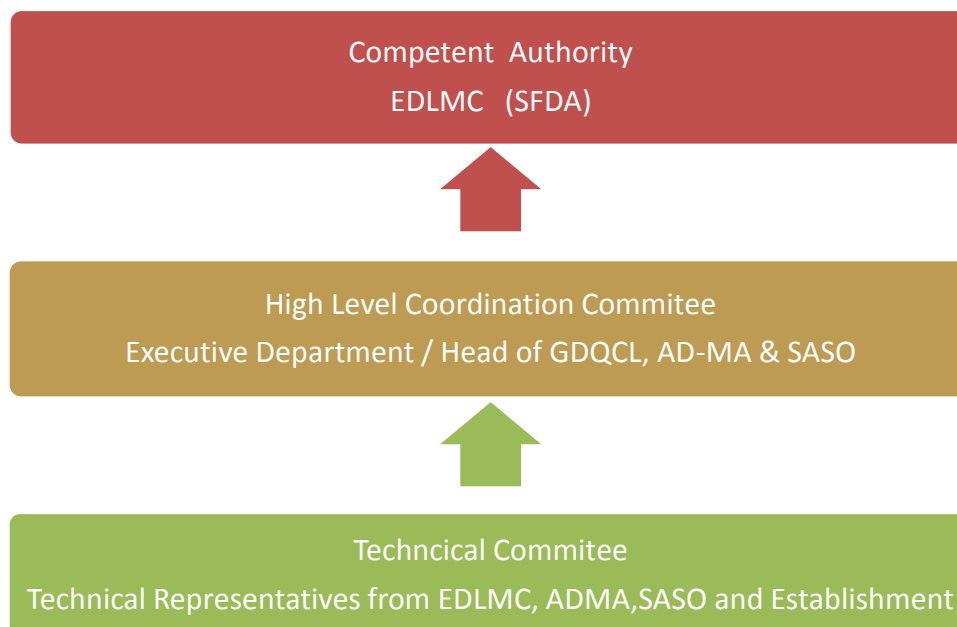 Competent Authority
EDLMC (SFDA)
High Level Coordination Commitee
Executive Department / Head of GDQCL, AD-MA & SASO
Techncical Commitee
Technical Representatives from EDLMC, ADMA,SASO and Establishment